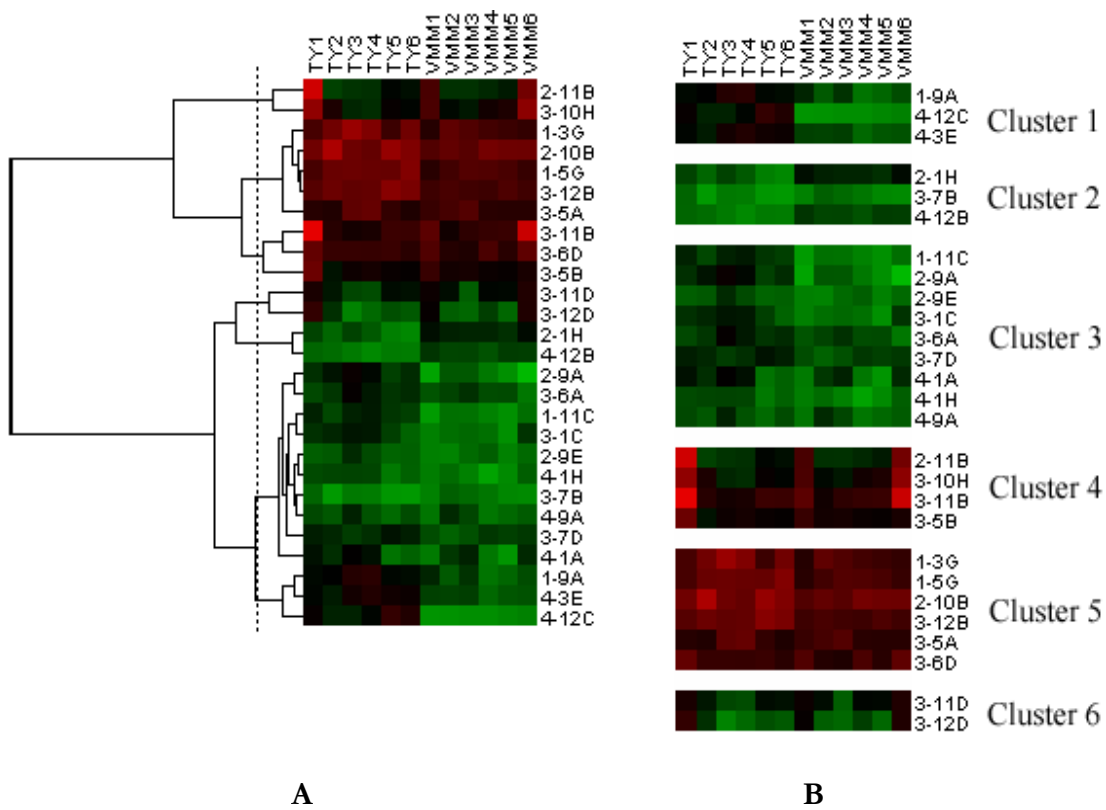 TY1 TY2 TY3 TY4 TY5 TY6 VMM1 VMM2 VMM3 VMM4 VMM5 VMM6
2-11B
3-10H
1-3G
2-10B
1-5G
3-12B
3-5A
3-11B
3-6D
3-5B
3-11D
3-12D
2-1H
4-12B
2-9A
3-6A
1-11C
3-1C
2-9E
4-1H
3-7B
4-9A
3-7D
4-1A
1-9A
4-3E
4-12C
A
TY1 TY2 TY3 TY4 TY5 TY6 VMM1 VMM2 VMM3 VMM4 VMM5 VMM6
1-9A
4-12C
4-3E
Cluster 1
2-1H
3-7B
4-12B
Cluster 2
1-11C
2-9A
2-9E
3-1C
3-6A
3-7D
4-1A
4-1H
4-9A
Cluster 3
2-11B
3-10H
3-11B
3-5B
Cluster 4
1-3G
1-5G
2-10B
3-12B
3-5A
3-6D
Cluster 5
3-11D
3-12D
Cluster 6
B